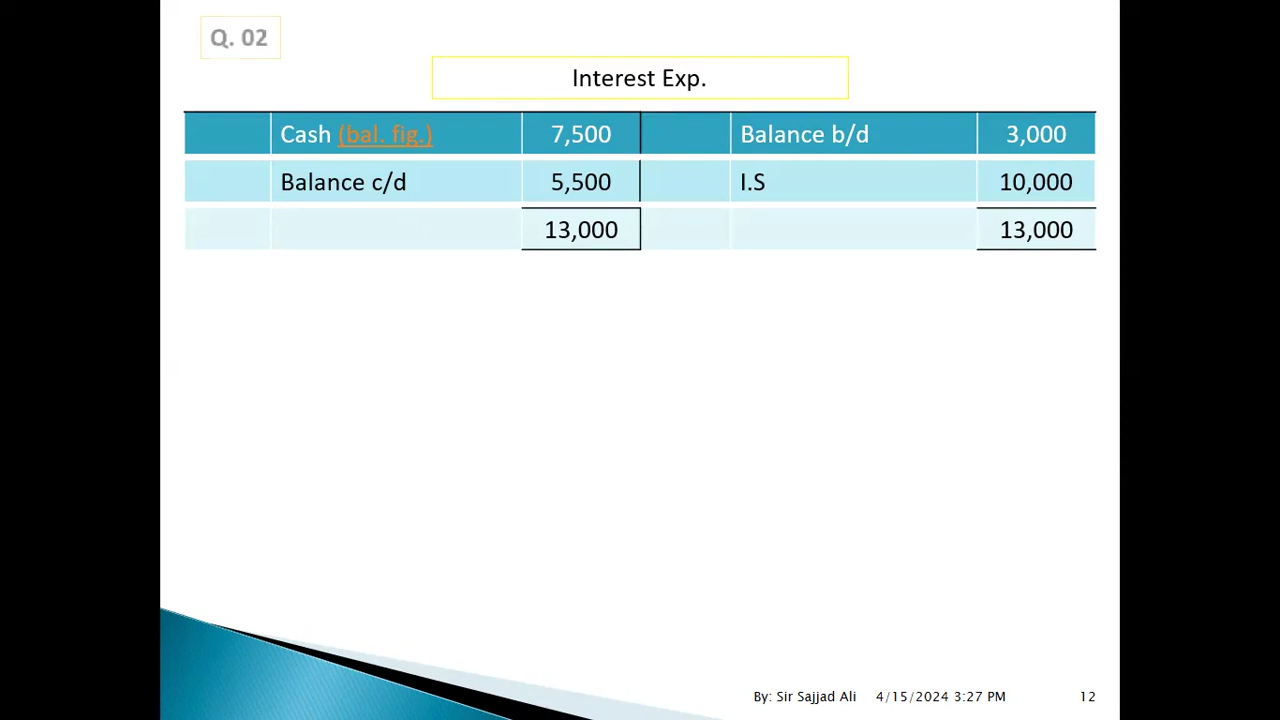 Q. 02
Interest Exp.
Cash (bal. fig.) 7,500 Balance b/d 3,000
Balance c/d 5,500 I.S 10,000
13,000 13,000
By: Sir Sajjad Ali 4/15/2024 3:27 PM 12